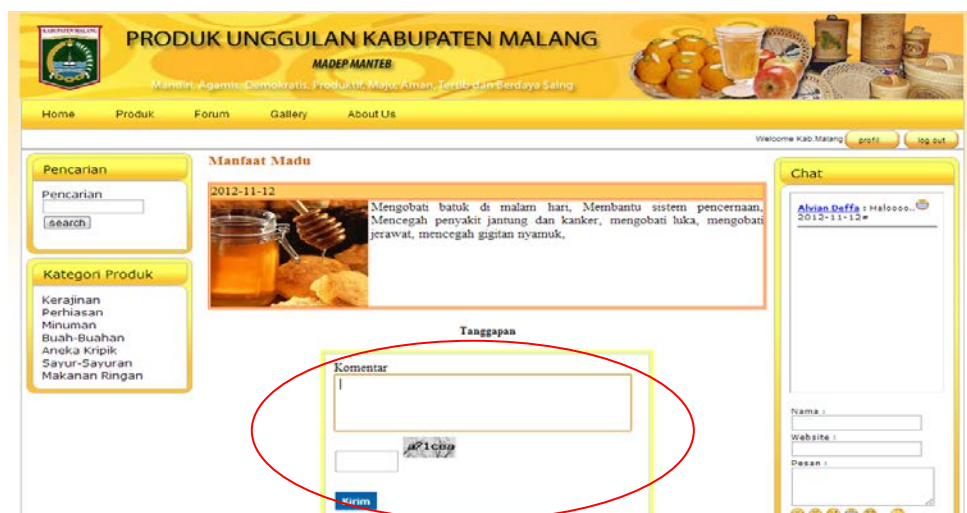 KABUPATEN MALANG
PRODUK UNGGULAN KABUPATEN MALANG
MADEP MANTEB
Mandiri, Agamis, Demokratis, Produktif, Maju, Aman, Tertib dan Berdaya Saing
Home Produk Forum Gallery About Us
Welcome Kab.Malang profil log out
Pencarian
Pencarian
search
Kategori Produk
Kerajinan
Perhiasan
Minuman
Buah-Buahan
Aneka Kripik
Sayur-Sayuran
Makanan Ringan
Manfaat Madu
2012-11-12
Mengobati batuk di malam hari, Membantu sistem pencernaan,
Mencegah penyakit jantung dan kanker, mengobati luka, mengobati
jerawat, mencegah gigitan nyamuk,
Tanggapan
Komentar
Kirim
Chat
Alvian Deffa : Haloooo..
2012-11-12#
Nama :
Website :
Pesan :